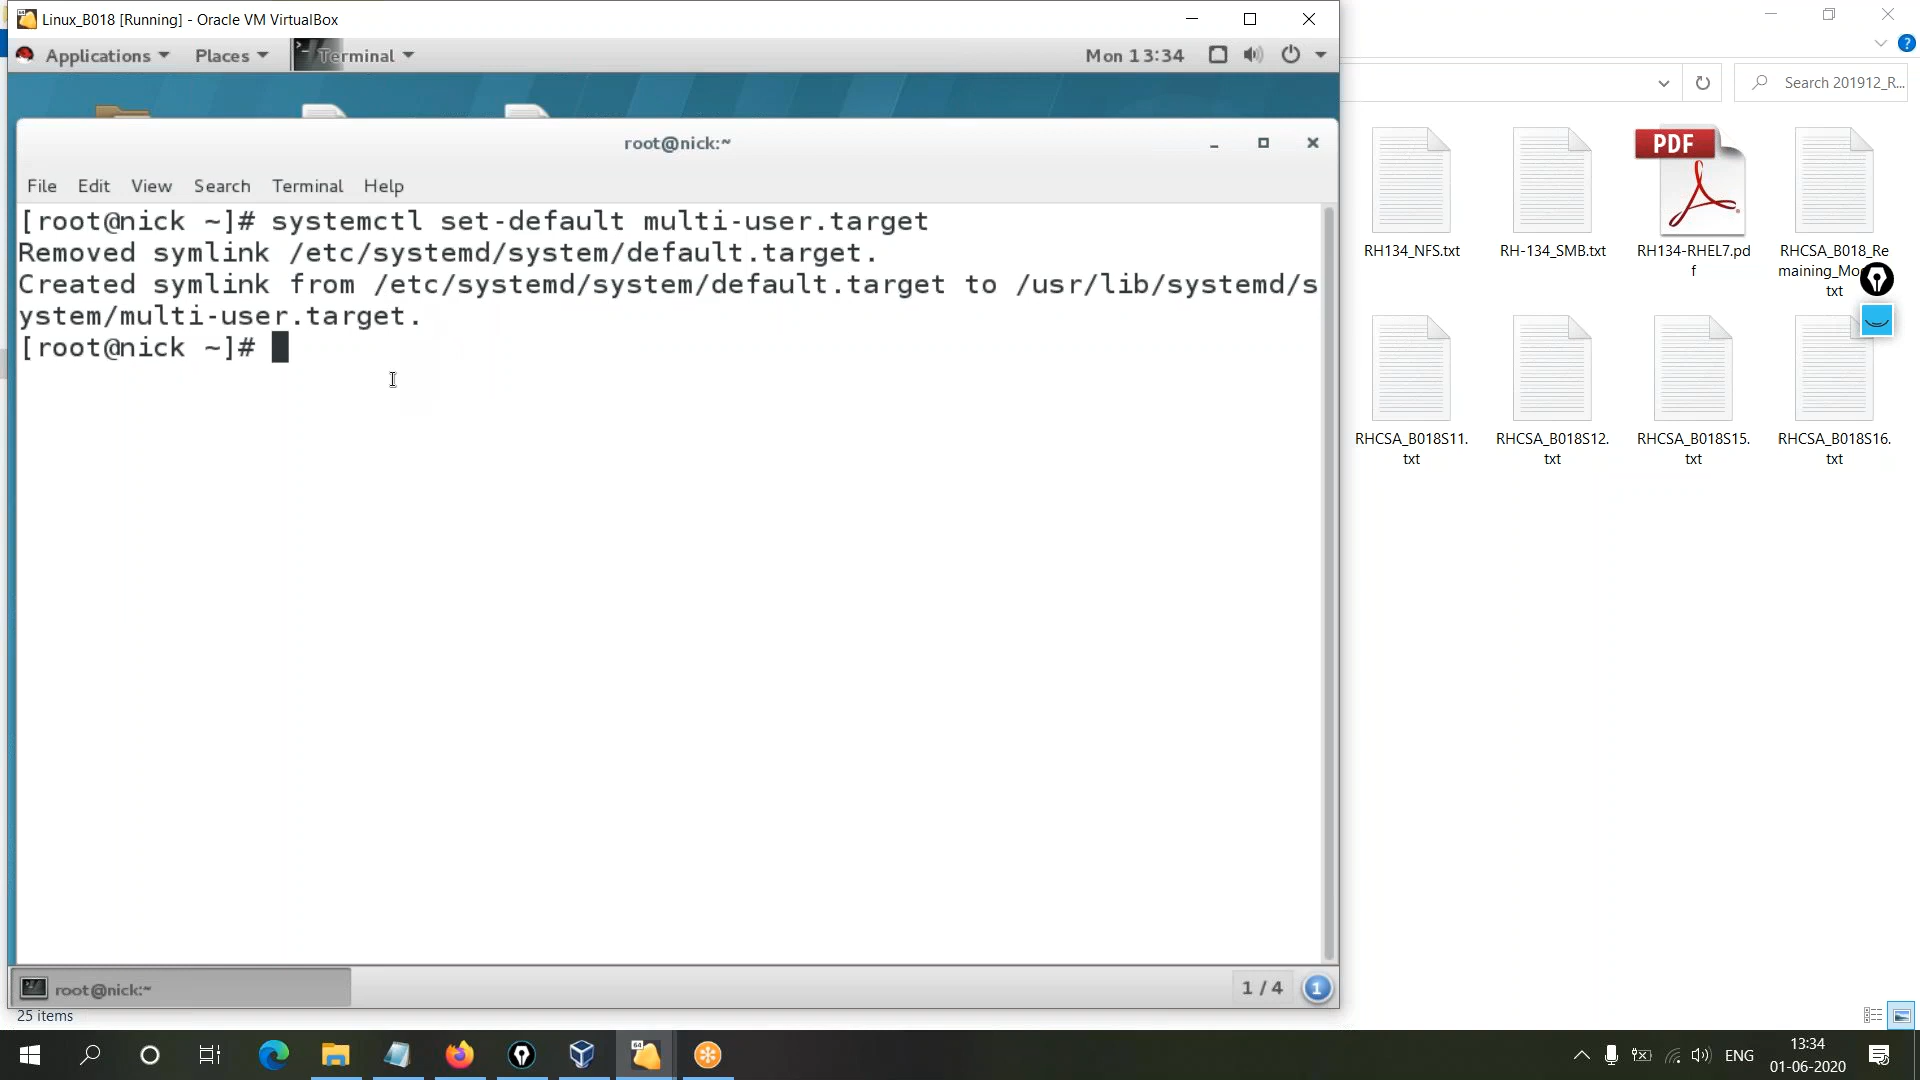 Linux_B018 [Running] - Oracle VM VirtualBox
Applications Places Terminal Mon 13:34
Search 201912_R...
root@nick:~
File Edit View Search Terminal Help
[root@nick ~]# systemctl set-default multi-user.target
Removed symlink /etc/systemd/system/default.target.
Created symlink from /etc/systemd/system/default.target to /usr/lib/systemd/s
ystem/multi-user.target.
[root@nick ~]#
PDF
RH134_NFS.txt
RH-134_SMB.txt
RH134-RHEL7.pd
f
RHCSA_B018_Re
maining_Mo
txt
RHCSA_B018S11.
txt
RHCSA_B018S12.
txt
RHCSA_B018S15.
txt
RHCSA_B018S16.
txt
root@nick:~
1 / 4 1
25 items
64
ENG
13:34
01-06-2020